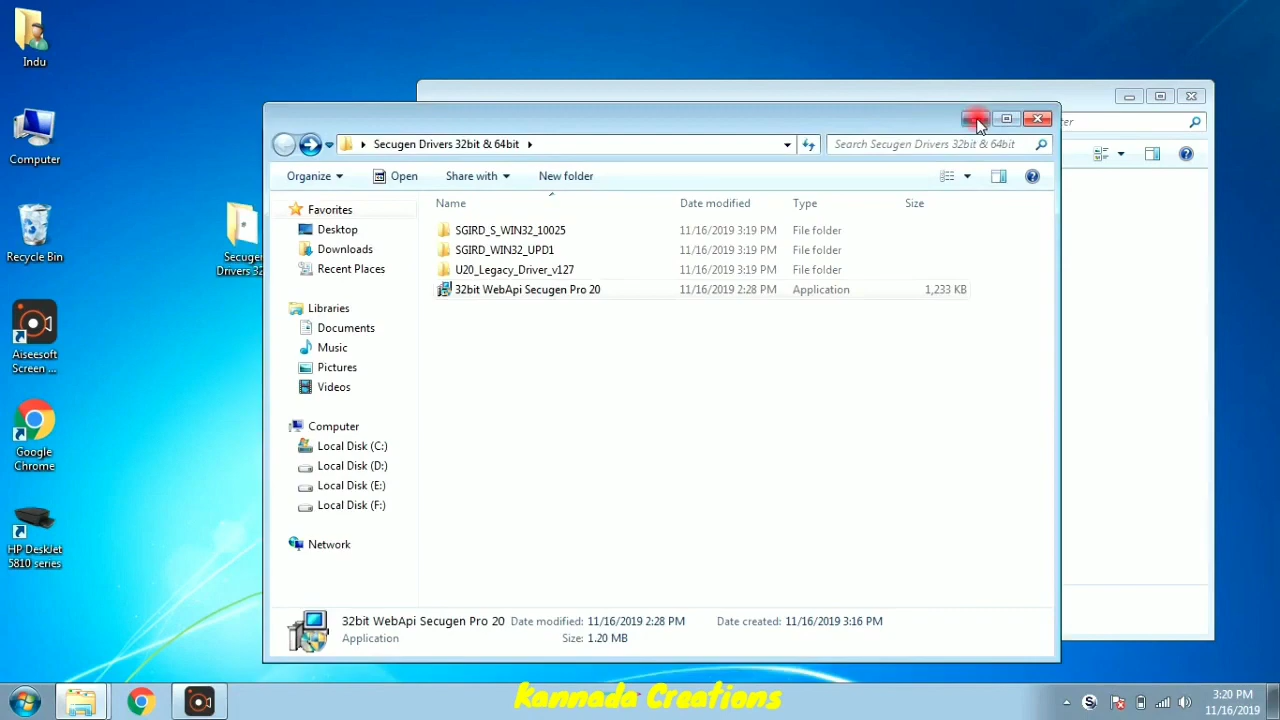 Indu
Computer
Recycle Bin
Aiseesoft
Screen ...
Google
Chrome
HP DeskJet
5810 series
Secugen
Drivers 32...
Secugen Drivers 32bit & 64bit
Search Secugen Drivers 32bit & 64bit
Organize
Open
Share with
New folder
Name Date modified Type Size
Favorites
Desktop
Downloads
Recent Places
Libraries
Documents
Music
Pictures
Videos
Computer
Local Disk (C:)
Local Disk (D:)
Local Disk (E:)
Local Disk (F:)
Network
SGIRD_S_WIN32_10025 11/16/2019 3:19 PM File folder
SGIRD_WIN32_UPD1 11/16/2019 3:19 PM File folder
U20_Legacy_Driver_v127 11/16/2019 3:19 PM File folder
32bit WebApi Secugen Pro 20 11/16/2019 2:28 PM Application 1,233 KB
32bit WebApi Secugen Pro 20 Date modified: 11/16/2019 2:28 PM Date created: 11/16/2019 3:16 PM
Application Size: 1.20 MB
Kannada Creations
3:20 PM
11/16/2019